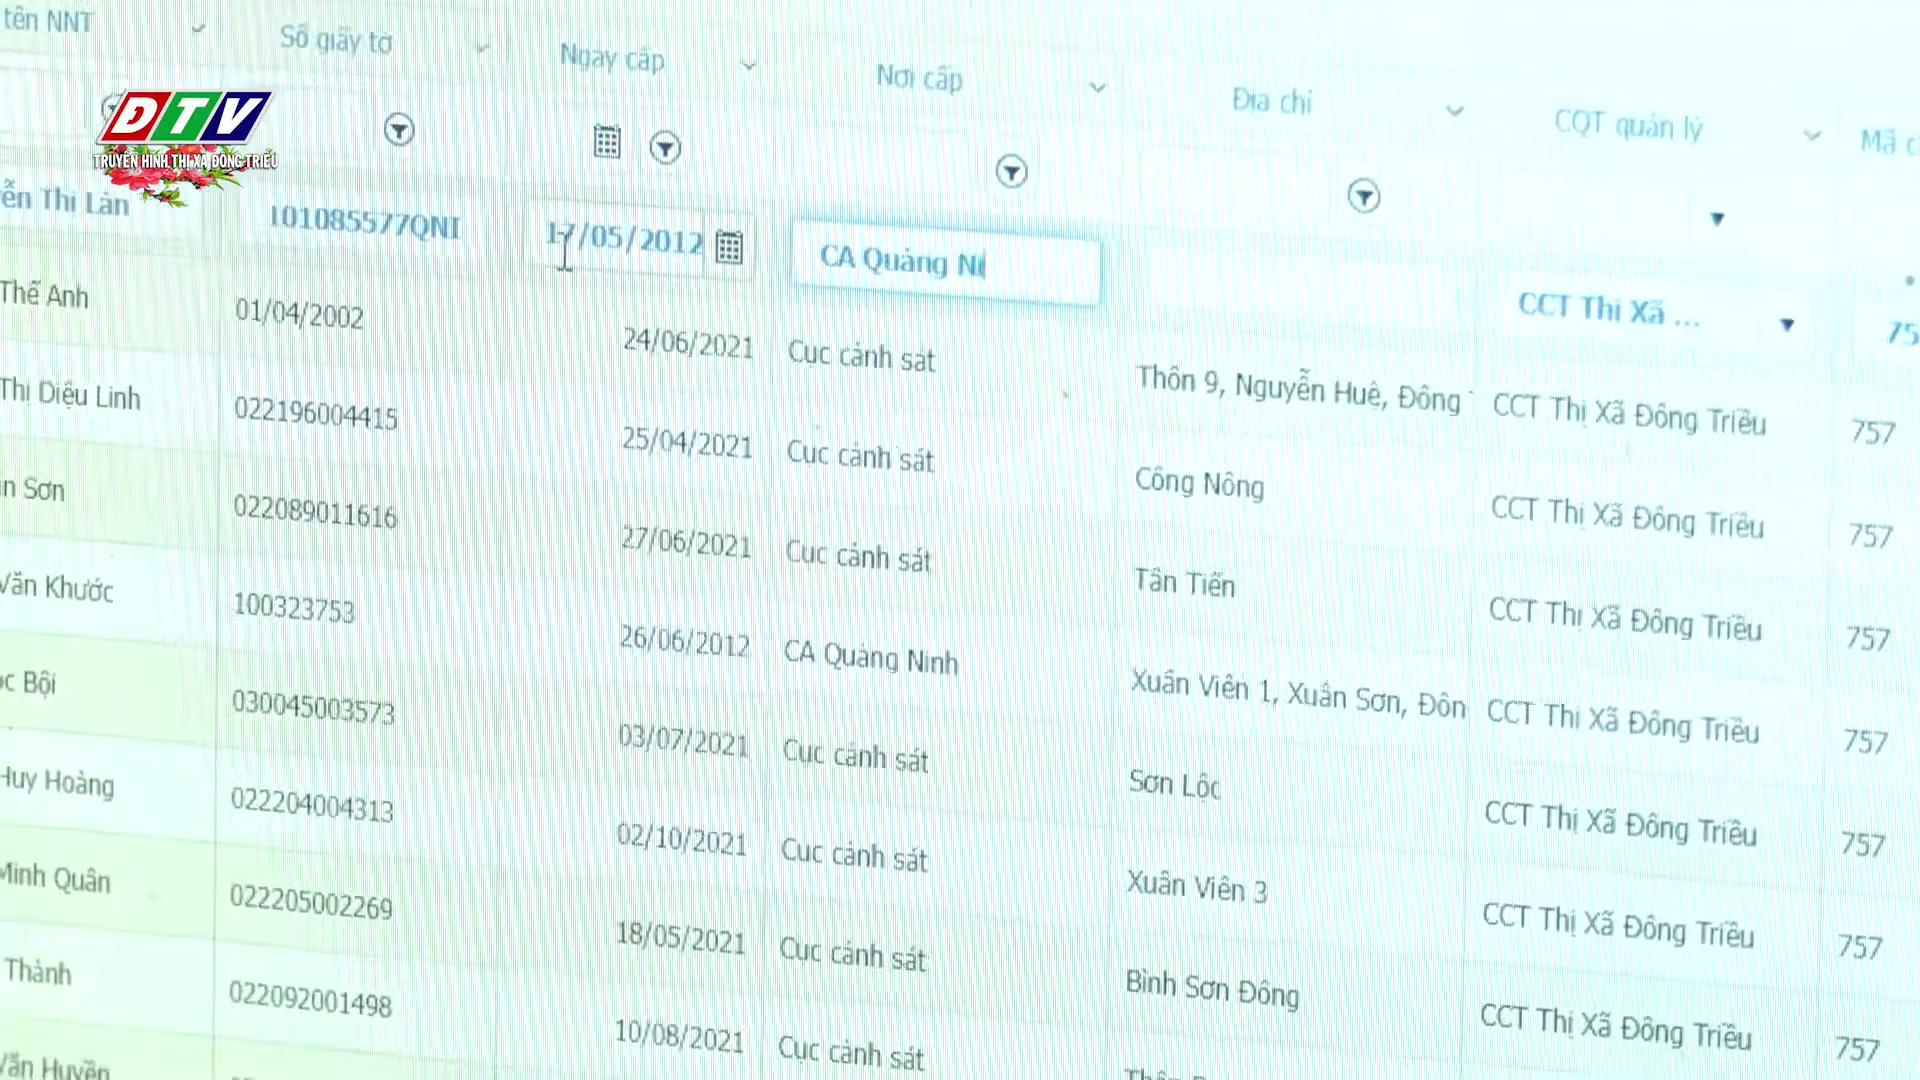 tên NNT Số giấy tờ Ngày cấp Nơi cấp Địa chỉ CQT quản lý Mã
ĐTV
TRUYỀN HÌNH THỊ XÃ ĐÔNG TRIỀU
ễn Thị Lân 101085577QNI 17/05/2012 CA Quảng Ni CCT Thị Xã ... 75
Thế Anh 01/04/2002 24/06/2021 Cục cảnh sát Thôn 9, Nguyễn Huệ, Đông CCT Thị Xã Đông Triều 757
Thị Diệu Linh 022196004415 25/04/2021 Cục cảnh sát Công Nông CCT Thị Xã Đông Triều 757
n Sơn 022089011616 27/06/2021 Cục cảnh sát Tân Tiến CCT Thị Xã Đông Triều 757
Văn Khước 100323753 26/06/2012 CA Quảng Ninh Xuân Viên 1, Xuân Sơn, Đôn CCT Thị Xã Đông Triều 757
ọc Bội 030045003573 03/07/2021 Cục cảnh sát Sơn Lộc CCT Thị Xã Đông Triều 757
Huy Hoàng 022204004313 02/10/2021 Cục cảnh sát Xuân Viên 3 CCT Thị Xã Đông Triều 757
Minh Quân 022205002269 18/05/2021 Cục cảnh sát Bình Sơn Đông CCT Thị Xã Đông Triều 757
Thành 022092001498 10/08/2021 Cục cảnh sát
Văn Huyền